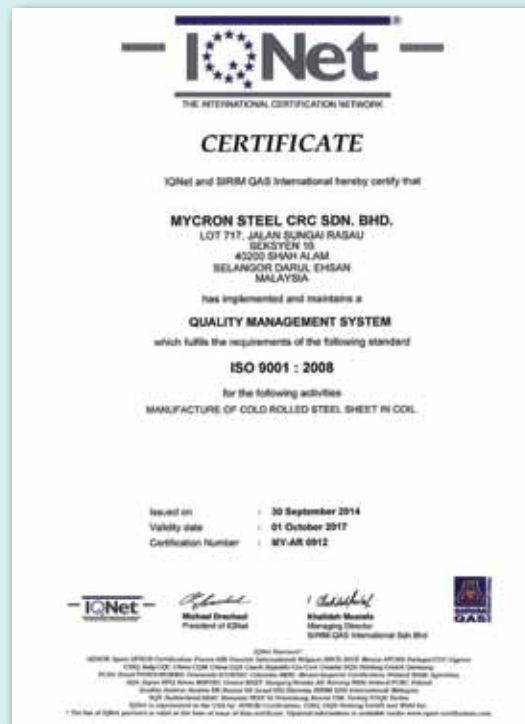 IQNet ®
THE INTERNATIONAL CERTIFICATION NETWORK
CERTIFICATE
IQNet and SIRIM QAS International hereby certify that
MYCRON STEEL CRC SDN. BHD.
LOT 717, JALAN SUNGAI RASAU
SEKSYEN 16
40200 SHAH ALAM
SELANGOR DARUL EHSAN
MALAYSIA
has implemented and maintains a
QUALITY MANAGEMENT SYSTEM
which fulfils the requirements of the following standard
ISO 9001 : 2008
for the following activities
MANUFACTURE OF COLD ROLLED STEEL SHEET IN COIL.
Issued on : 30 September 2014
Validity date : 01 October 2017
Certification Number : MY-AR 0912
IQNet
Michael Drechsel
President of IQNet
Khalidah Mustafa
Managing Director
SIRIM QAS International Sdn Bhd
QAS